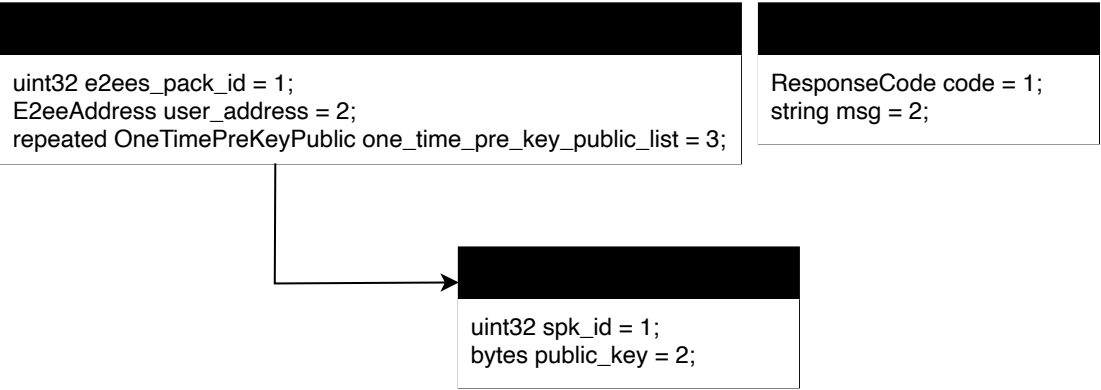 uint32 e2ees_pack_id = 1;
E2eeAddress user_address = 2;
repeated OneTimePreKeyPublic one_time_pre_key_public_list = 3;
ResponseCode code = 1;
string msg = 2;
uint32 spk_id = 1;
bytes public_key = 2;